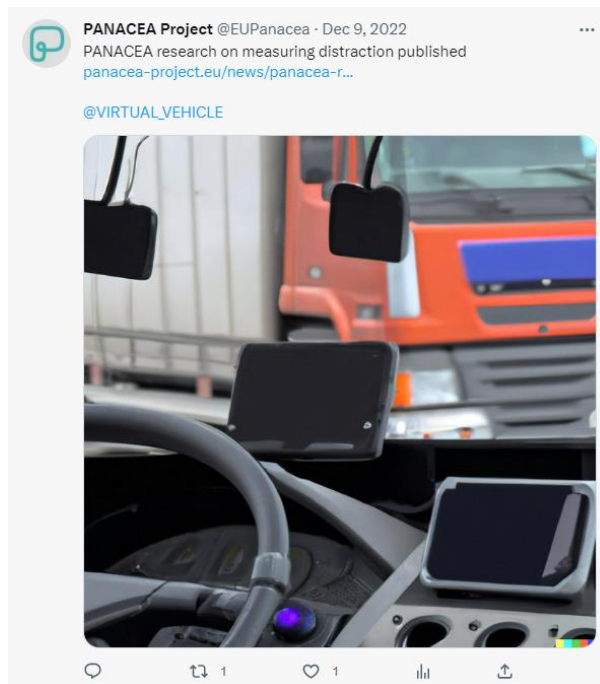 PANACEA Project @EUPanacea · Dec 9, 2022
PANACEA research on measuring distraction published
panacea-project.eu/news/panacea-r...
@VIRTUAL_VEHICLE
1
1